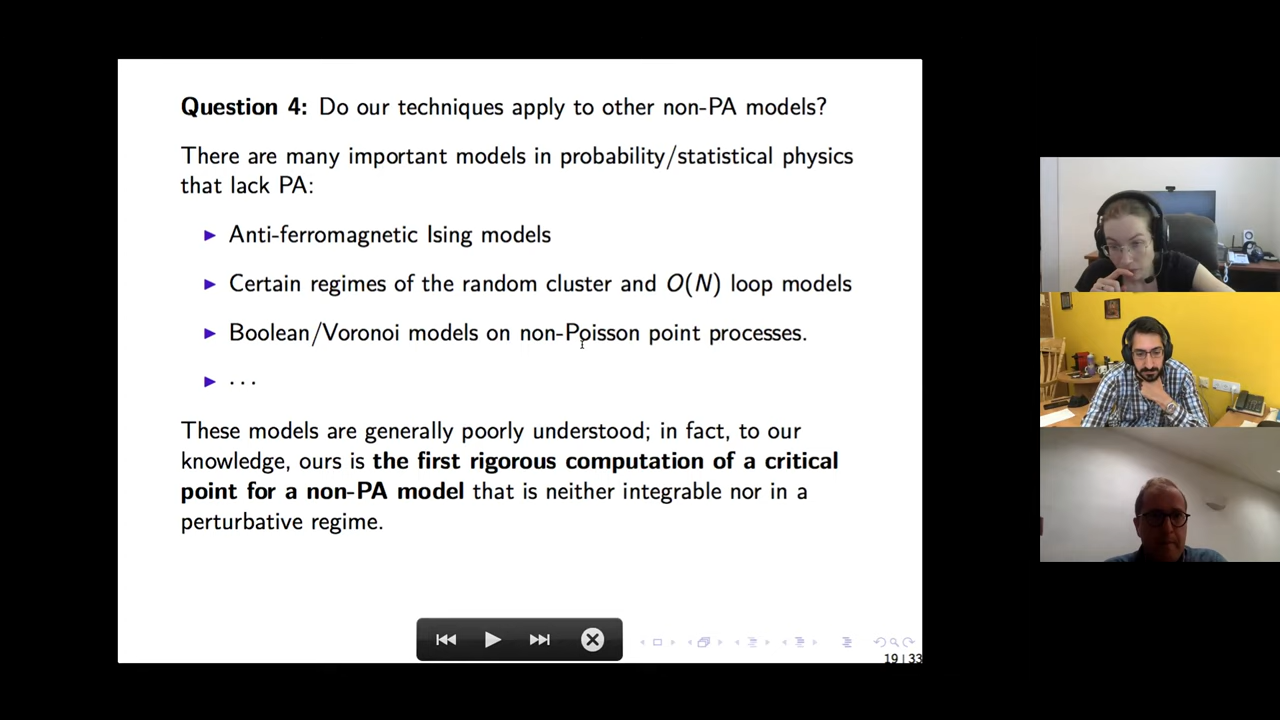 Question 4: Do our techniques apply to other non-PA models?
There are many important models in probability/statistical physics
that lack PA:
▶ Anti-ferromagnetic Ising models
▶ Certain regimes of the random cluster and O(N) loop models
▶ Boolean/Voronoi models on non-Poisson point processes.
▶ ...
These models are generally poorly understood; in fact, to our
knowledge, ours is the first rigorous computation of a critical
point for a non-PA model that is neither integrable nor in a
perturbative regime.
19 | 33